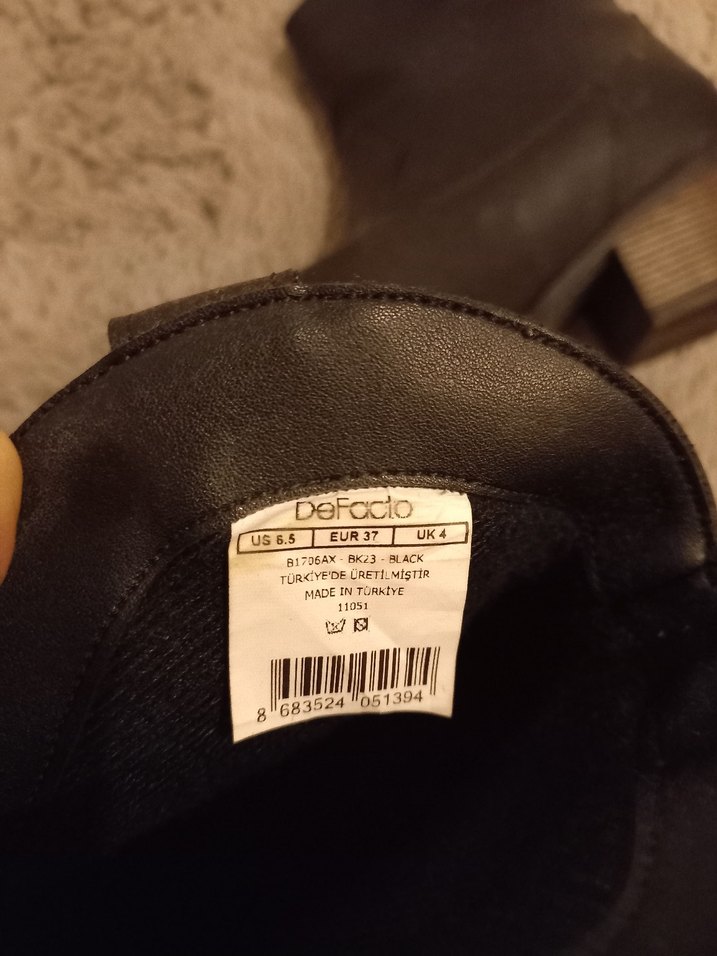 DeFacto
US 6.5 EUR 37 UK 4
B1706AX - BK23 - BLACK
TÜRKİYE'DE ÜRETİLMİŞTİR
MADE IN TÜRKİYE
11051
8 683524 051394